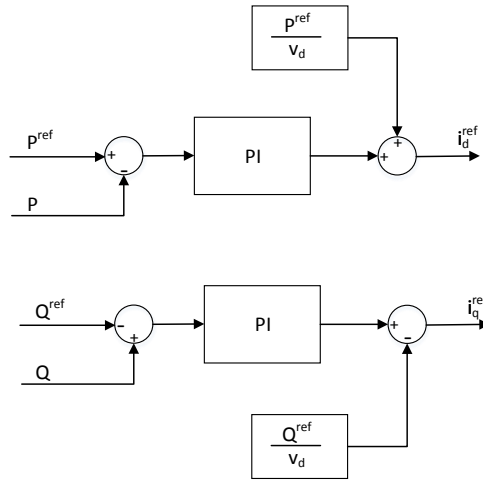 P^ref
v_d
P^ref
+
-
PI
+
+
i_d^ref
P
Q^ref
-
+
PI
+
-
i_q^re
Q
Q^ref
v_d